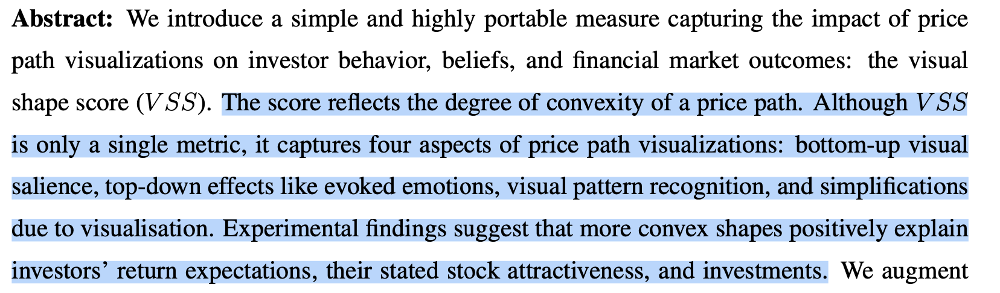 Abstract: We introduce a simple and highly portable measure capturing the impact of price
path visualizations on investor behavior, beliefs, and financial market outcomes: the visual
shape score (VSS). The score reflects the degree of convexity of a price path. Although VSS
is only a single metric, it captures four aspects of price path visualizations: bottom-up visual
salience, top-down effects like evoked emotions, visual pattern recognition, and simplifications
due to visualisation. Experimental findings suggest that more convex shapes positively explain
investors’ return expectations, their stated stock attractiveness, and investments. We augment